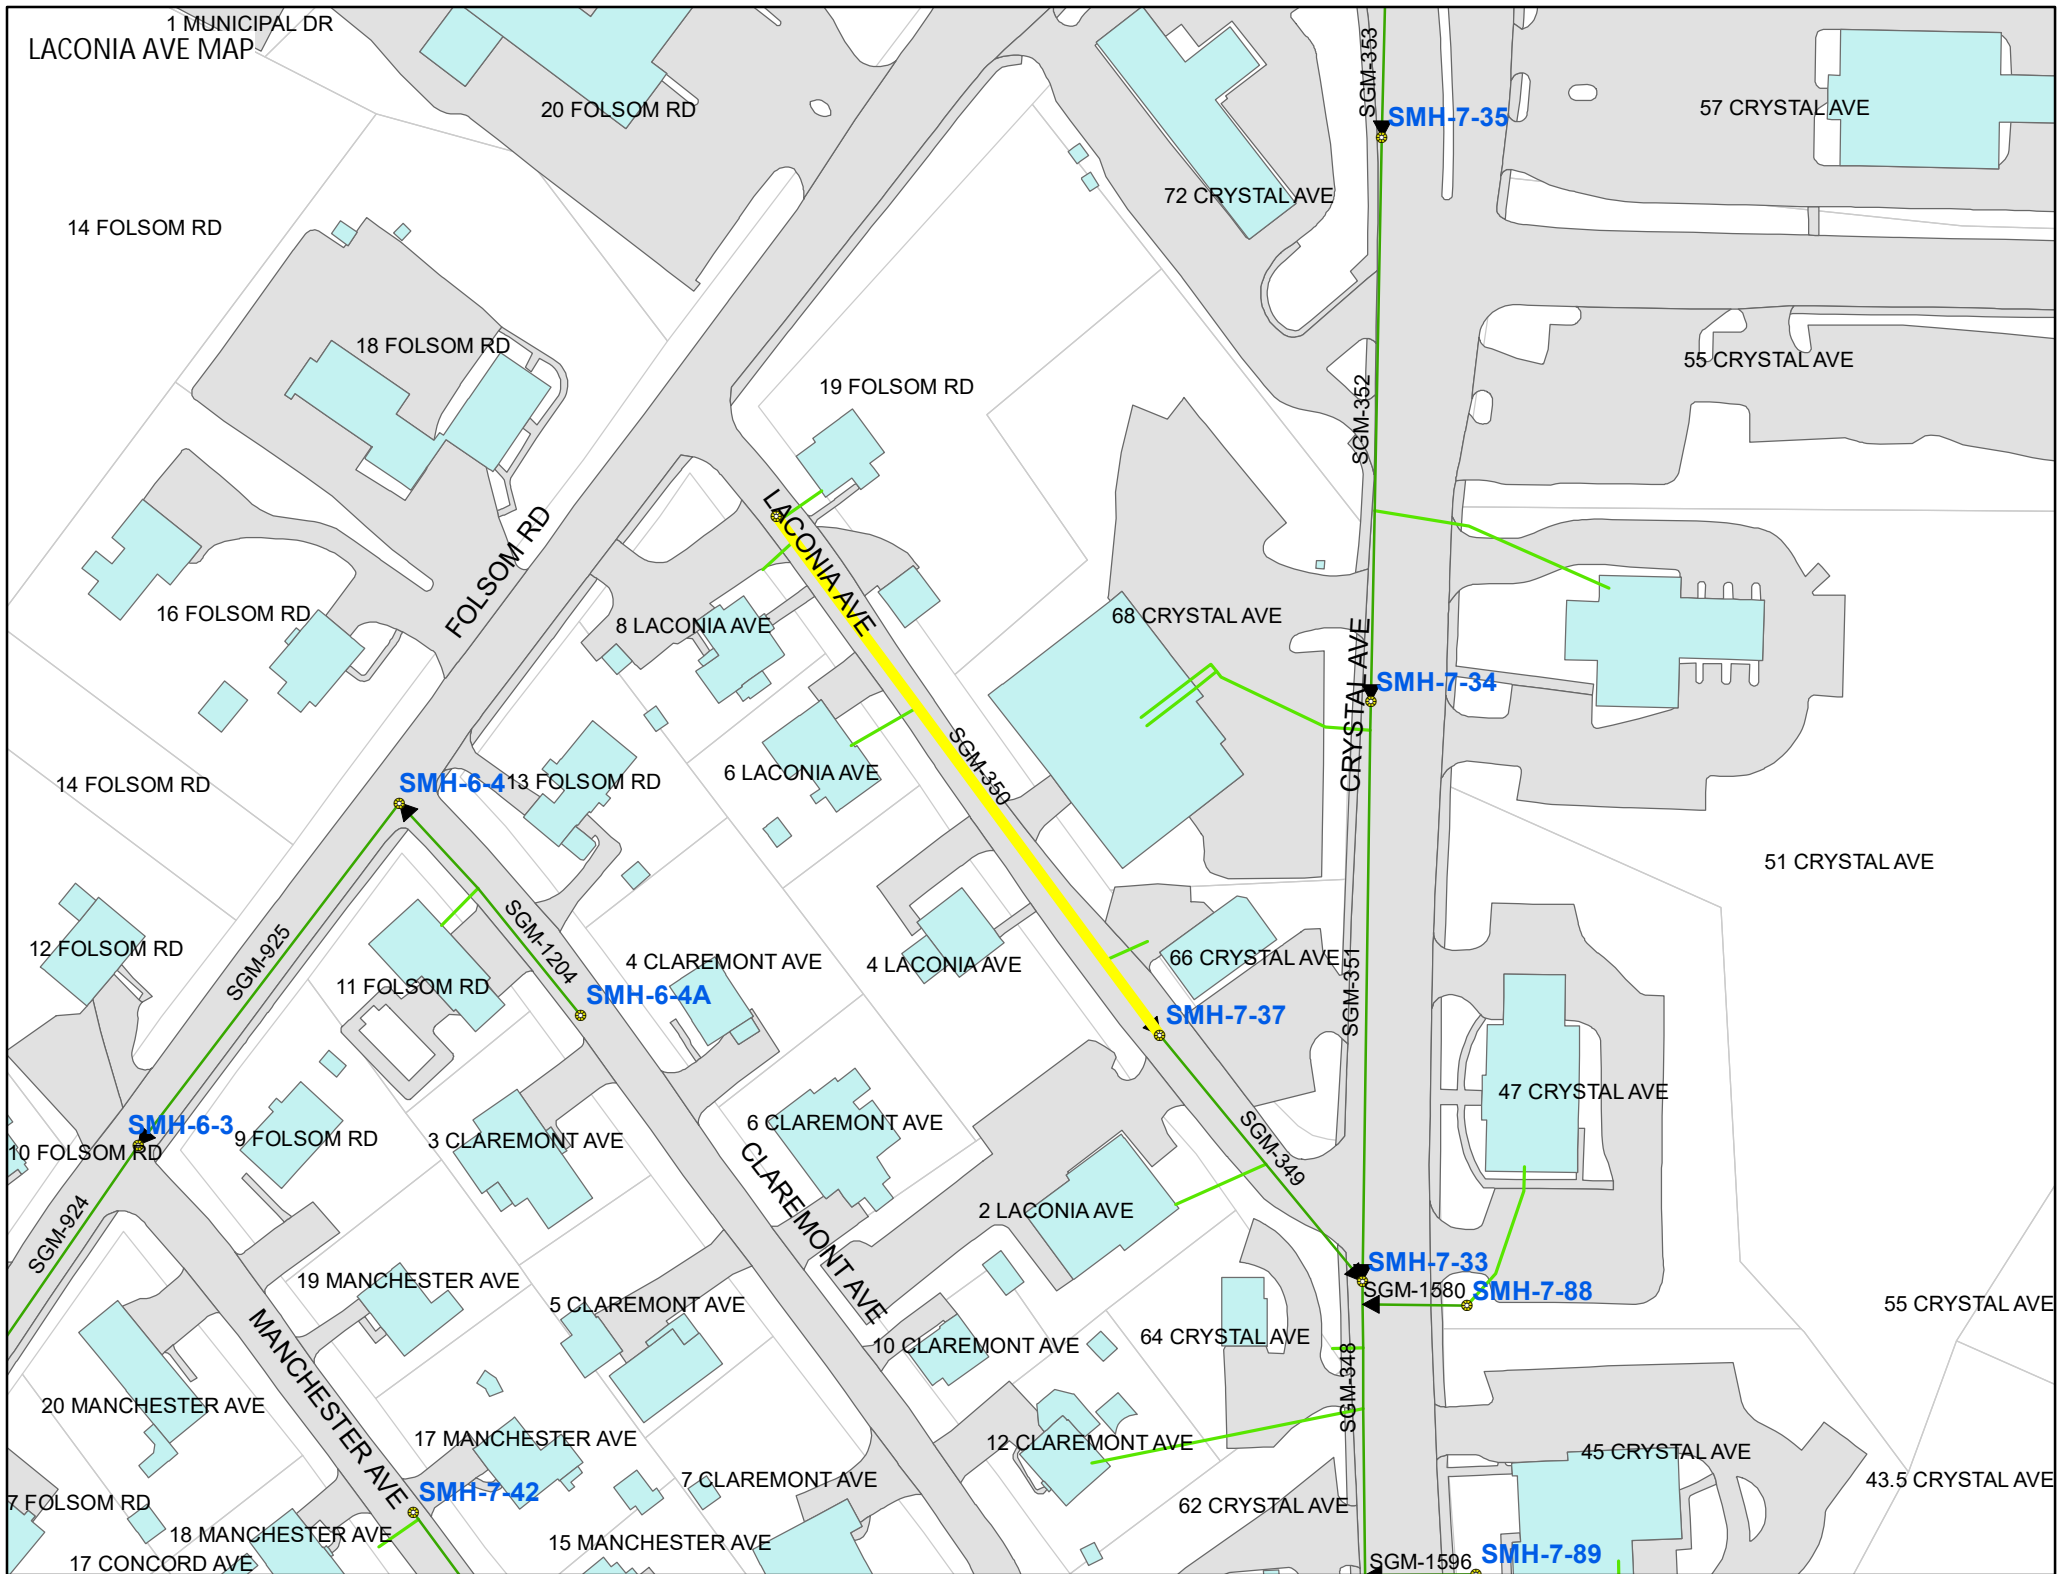 1 MUNICIPAL DR
LACONIA AVE MAP
SGM-353
20 FOLSOM RD
57 CRYSTAL AVE
SMH-7-35
72 CRYSTAL AVE
14 FOLSOM RD
18 FOLSOM RD
55 CRYSTAL AVE
19 FOLSOM RD
SGM-352
LACONIA AVE
FOLSOM RD
16 FOLSOM RD
8 LACONIA AVE
68 CRYSTAL AVE
CRYSTAL AVE
SMH-7-34
SGM-350
6 LACONIA AVE
14 FOLSOM RD
SMH-6-4
13 FOLSOM RD
51 CRYSTAL AVE
12 FOLSOM RD
SGM-925
SGM-1204
11 FOLSOM RD
4 CLAREMONT AVE
4 LACONIA AVE
66 CRYSTAL AVE
SGM-351
SMH-6-4A
SMH-7-37
47 CRYSTAL AVE
SMH-6-3
10 FOLSOM RD
9 FOLSOM RD
3 CLAREMONT AVE
6 CLAREMONT AVE
SGM-349
CLAREMONT AVE
2 LACONIA AVE
SGM-924
SMH-7-33
SGM-1580
SMH-7-88
19 MANCHESTER AVE
5 CLAREMONT AVE
55 CRYSTAL AVE
64 CRYSTAL AVE
10 CLAREMONT AVE
MANCHESTER AVE
SGM-348
20 MANCHESTER AVE
17 MANCHESTER AVE
12 CLAREMONT AVE
45 CRYSTAL AVE
7 CLAREMONT AVE
43.5 CRYSTAL AVE
SMH-7-42
7 FOLSOM RD
62 CRYSTAL AVE
18 MANCHESTER AVE
15 MANCHESTER AVE
17 CONCORD AVE
SGM-1596
SMH-7-89